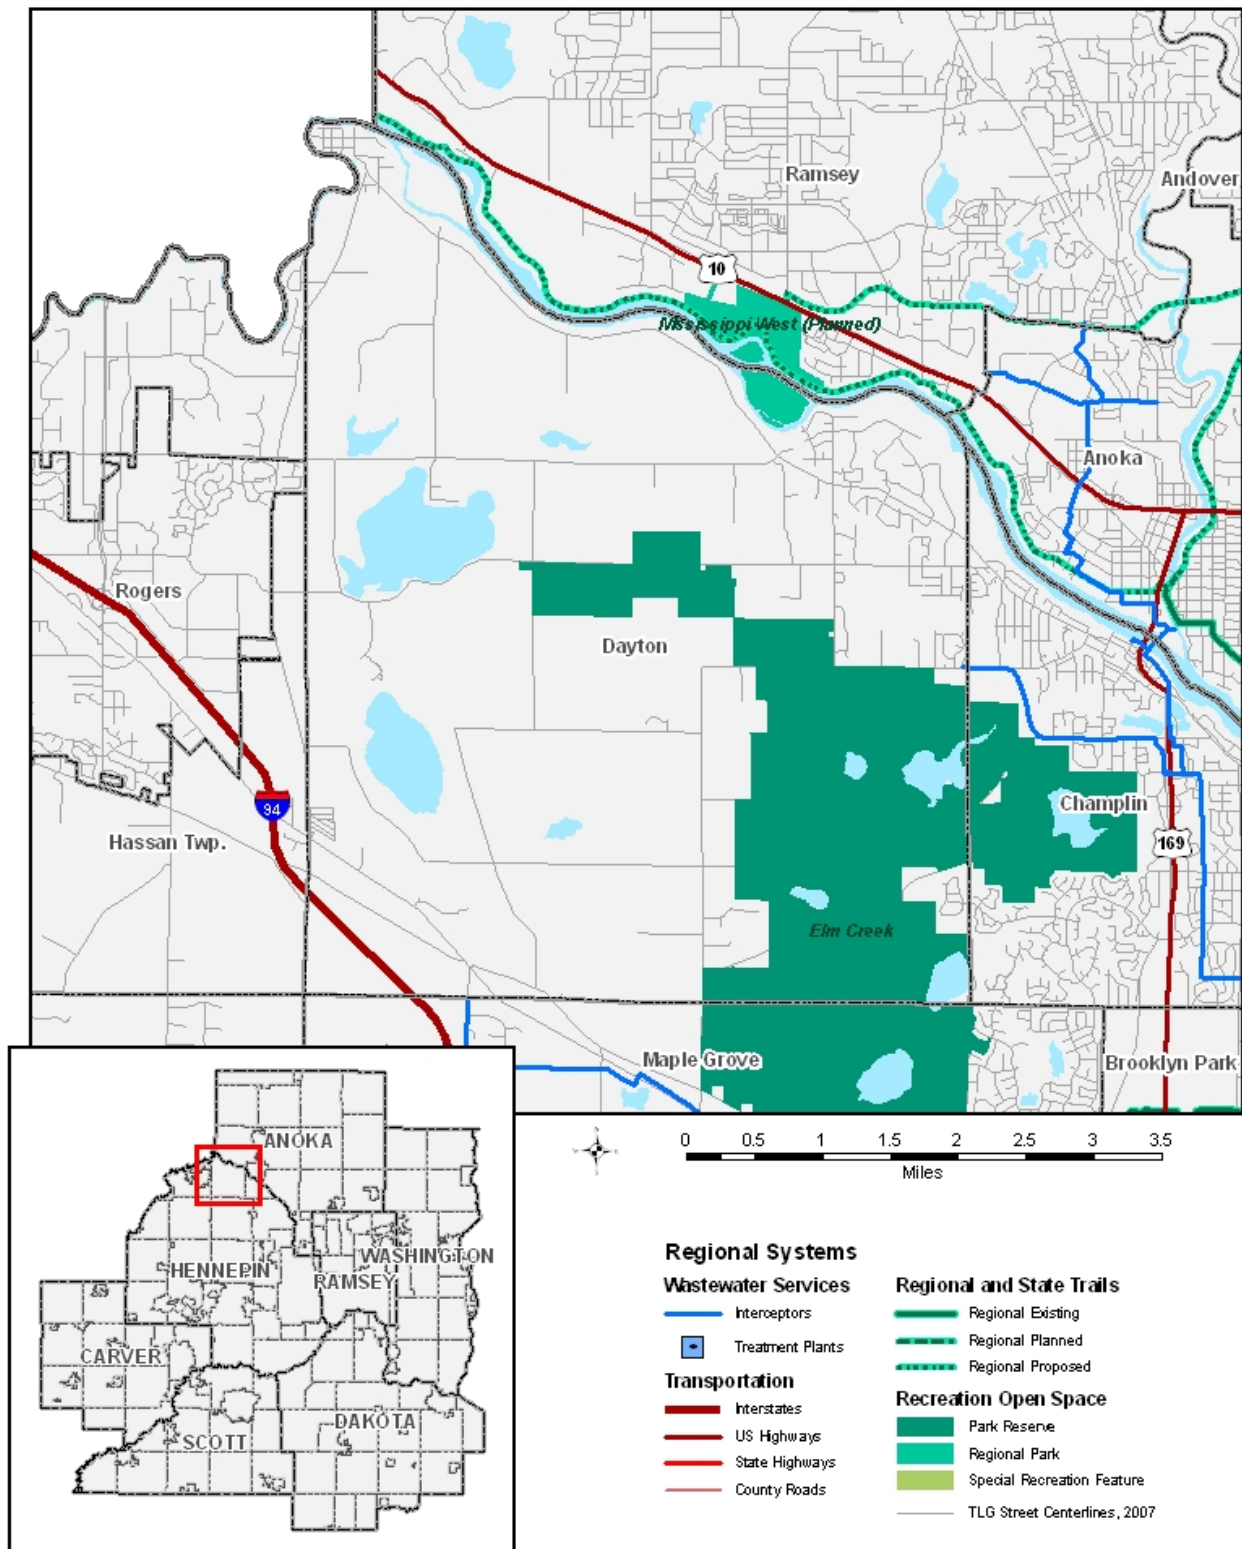 Ramsey
Andover
10
Mississippi West (Planned)
Anoka
Rogers
Dayton
94
Champlin
Hassan Twp.
169
Elm Creek
Maple Grove
Brooklyn Park
0 0.5 1 1.5 2 2.5 3 3.5
Miles
ANOKA
HENNEPIN
RAMSEY
WASHINGTON
CARVER
SCOTT
DAKOTA
Regional Systems
Wastewater Services
Interceptors
Treatment Plants
Transportation
Interstates
US Highways
State Highways
County Roads
Regional and State Trails
Regional Existing
Regional Planned
Regional Proposed
Recreation Open Space
Park Reserve
Regional Park
Special Recreation Feature
TLG Street Centerlines, 2007